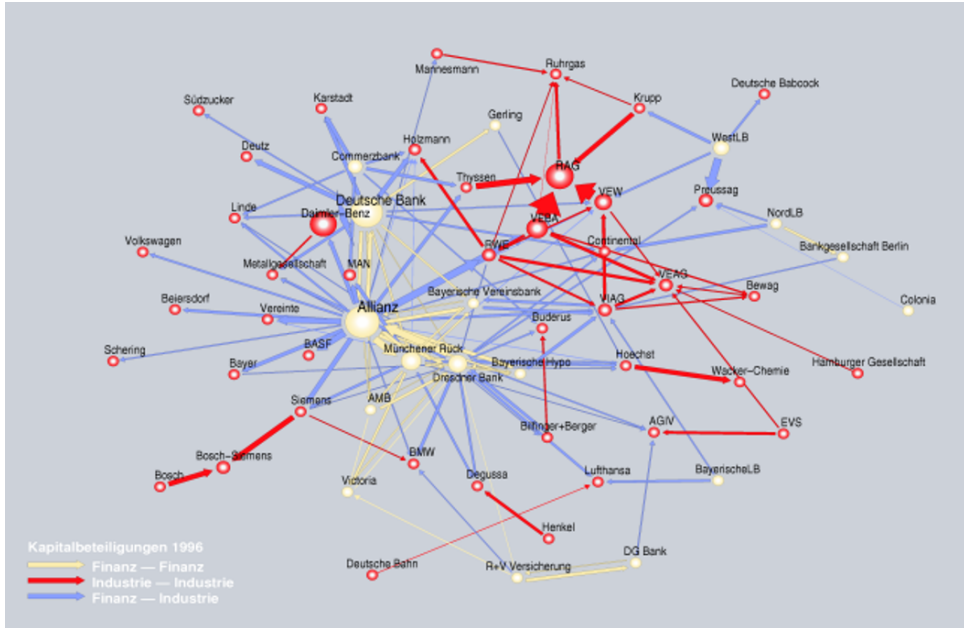 Mannesmann
Ruhrgas
Deutsche Babcock
Südzucker
Karstadt
Krupp
Gerling
WestLB
Deutz
Holzmann
Commerzbank
RAG
Thyssen
VEW
Preussag
Deutsche Bank
Linde
Daimler-Benz
VEBA
NordLB
Volkswagen
RWE
Continental
Bankgesellschaft Berlin
Metallgesellschaft
MAN
VEAG
Bewag
Beiersdorf
Vereinte
Allianz
Bayerische Vereinsbank
VIAG
Colonia
Buderus
Schering
BASF
Bayer
Münchener Rück
Bayerische Hypo
Hoechst
Hamburger Gesellschaft
Dresdner Bank
Wacker-Chemie
Siemens
AMB
Bilfinger+Berger
AGIV
EVS
Bosch-Siemens
BMW
Bosch
Victoria
Degussa
Lufthansa
BayerischeLB
Henkel
Deutsche Bahn
R+V Versicherung
DG Bank
Kapitalbeteiligungen 1996
Finanz — Finanz
Industrie — Industrie
Finanz — Industrie